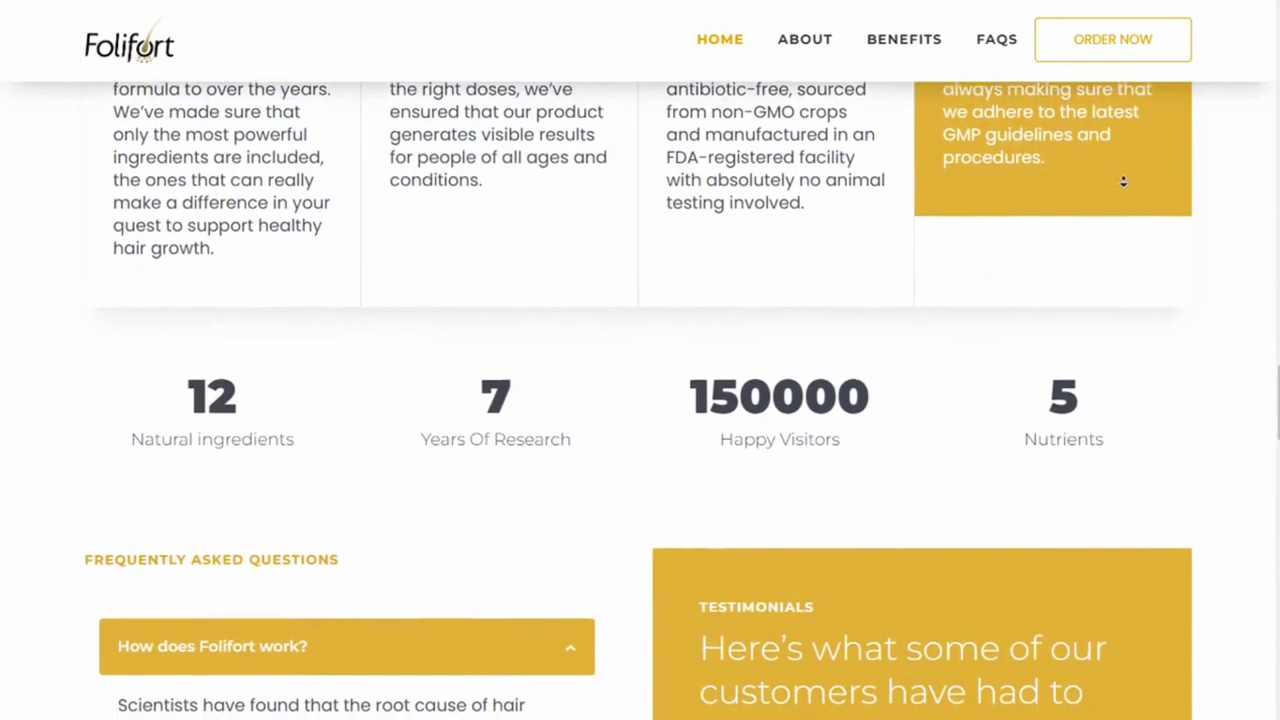 Folifort
HOME ABOUT BENEFITS FAQS ORDER NOW
formula to over the years.
We’ve made sure that
only the most powerful
ingredients are included,
the ones that can really
make a difference in your
quest to support healthy
hair growth.
the right doses, we’ve
ensured that our product
generates visible results
for people of all ages and
conditions.
antibiotic-free, sourced
from non-GMO crops
and manufactured in an
FDA-registered facility
with absolutely no animal
testing involved.
always making sure that
we adhere to the latest
GMP guidelines and
procedures.
12
Natural ingredients
7
Years Of Research
150000
Happy Visitors
5
Nutrients
FREQUENTLY ASKED QUESTIONS
How does Folifort work?
Scientists have found that the root cause of hair
TESTIMONIALS
Here’s what some of our
customers have had to